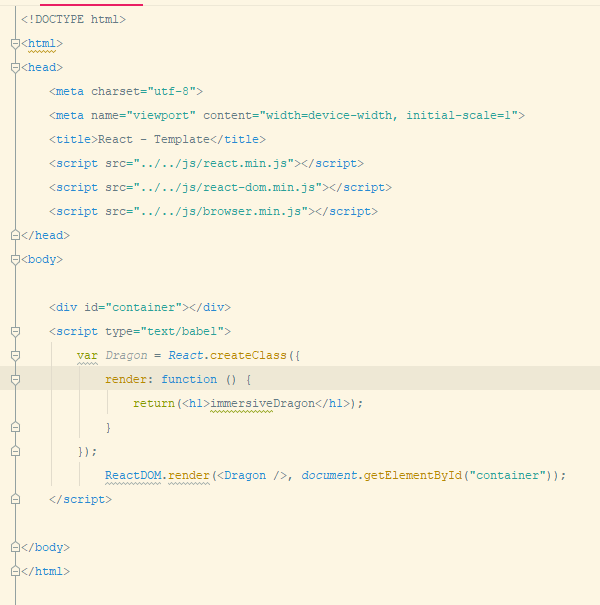 <!DOCTYPE html>
<html>
<head>
    <meta charset="utf-8">
    <meta name="viewport" content="width=device-width, initial-scale=1">
    <title>React - Template</title>
    <script src="../../js/react.min.js"></script>
    <script src="../../js/react-dom.min.js"></script>
    <script src="../../js/browser.min.js"></script>
</head>
<body>

    <div id="container"></div>
    <script type="text/babel">
        var Dragon = React.createClass({
            render: function () {
                return(<h1>immersiveDragon</h1>);
            }
        });
            ReactDOM.render(<Dragon />, document.getElementById("container"));
    </script>

</body>
</html>